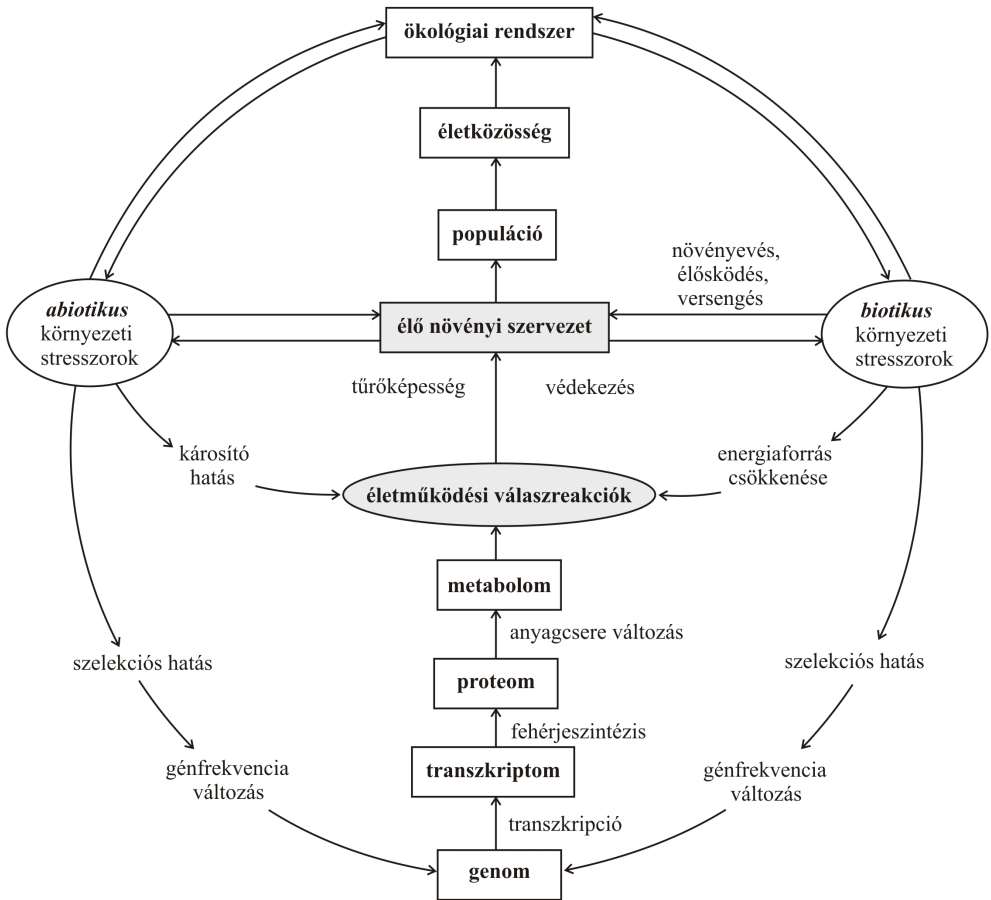 ökológiai rendszer
életközösség
populáció
növényevés,
élősködés,
versengés
abiotikus
környezeti
stresszorok
élő növényi szervezet
biotikus
környezeti
stresszorok
tűrőképesség
védekezés
károsító
hatás
energiaforrás
csökkenése
életműködési válaszreakciók
metabolom
anyagcsere változás
szelekciós hatás
szelekciós hatás
proteom
fehérjeszintézis
transzkriptom
génfrekvencia
változás
génfrekvencia
változás
transzkripció
genom